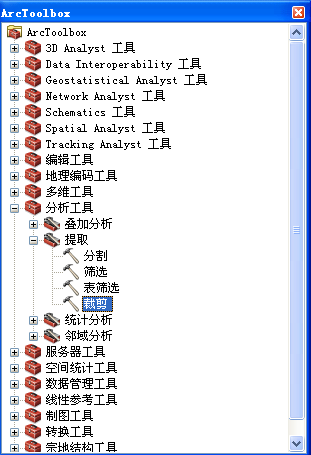 ArcToolbox
ArcToolbox
3D Analyst 工具
Data Interoperability 工具
Geostatistical Analyst 工具
Network Analyst 工具
Schematics 工具
Spatial Analyst 工具
Tracking Analyst 工具
编辑工具
地理编码工具
多维工具
分析工具
叠加分析
提取
分割
筛选
表筛选
裁剪
统计分析
邻域分析
服务器工具
空间统计工具
数据管理工具
线性参考工具
制图工具
转换工具
宗地结构工具